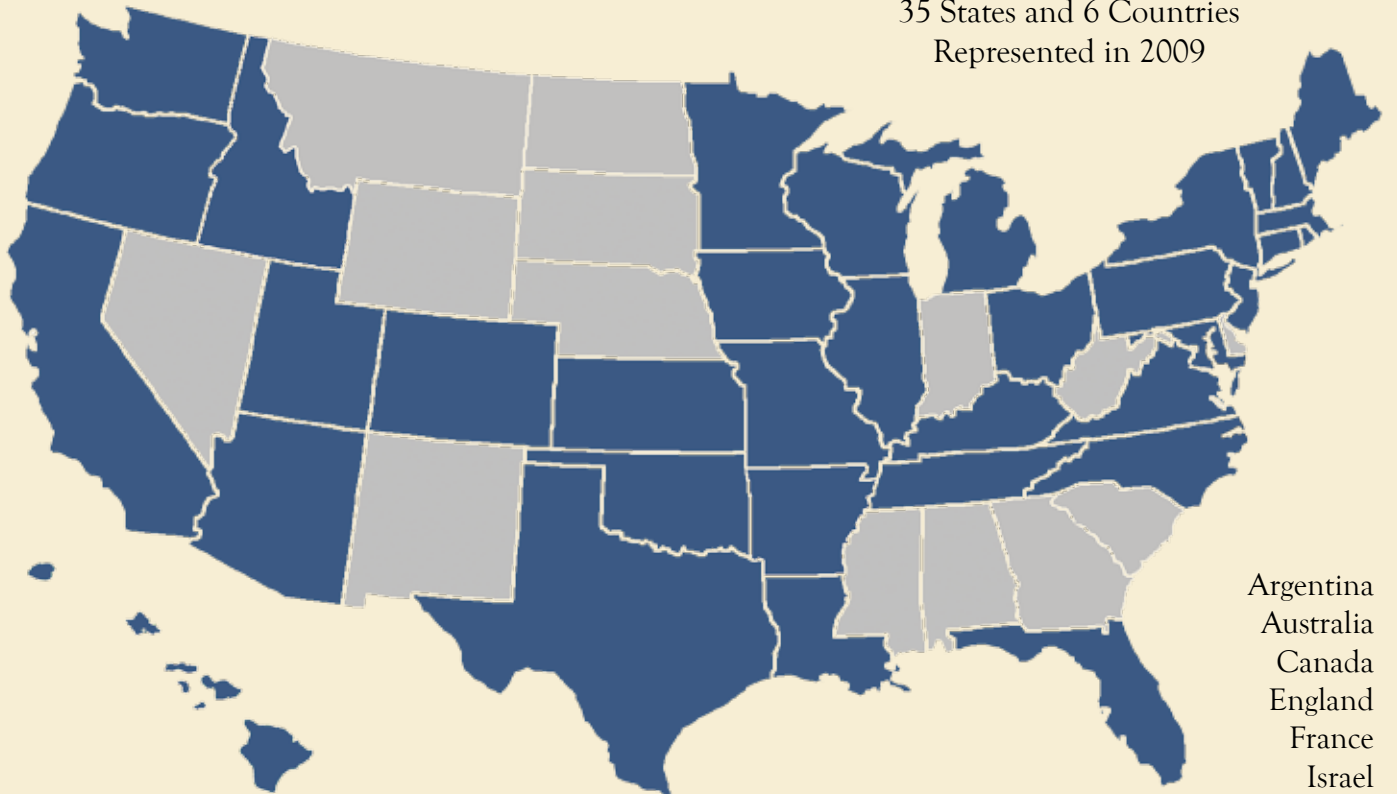 35 States and 6 Countries
Represented in 2009
Argentina
Australia
Canada
England
France
Israel